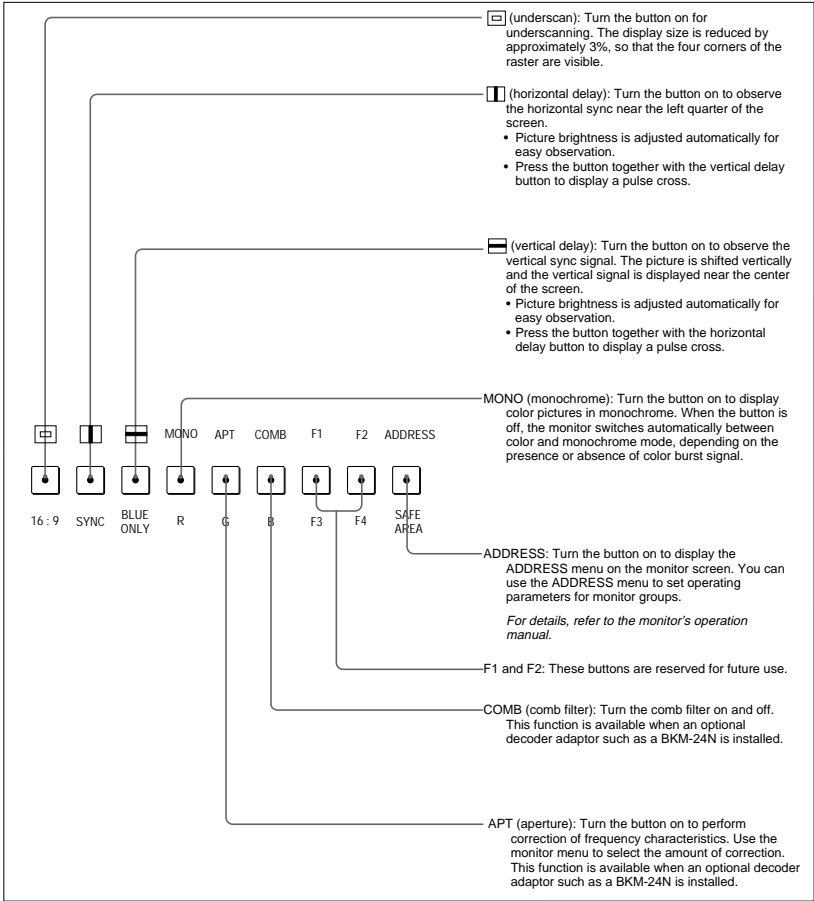 (underscan): Turn the button on for
underscanning. The display size is reduced by
approximately 3%, so that the four corners of the
raster are visible.
(horizontal delay): Turn the button on to observe
the horizontal sync near the left quarter of the
screen.
• Picture brightness is adjusted automatically for
easy observation.
• Press the button together with the vertical delay
button to display a pulse cross.
(vertical delay): Turn the button on to observe the
vertical sync signal. The picture is shifted vertically
and the vertical signal is displayed near the center
of the screen.
• Picture brightness is adjusted automatically for
easy observation.
• Press the button together with the horizontal
delay button to display a pulse cross.
MONO (monochrome): Turn the button on to display
color pictures in monochrome. When the button is
off, the monitor switches automatically between
color and monochrome mode, depending on the
presence or absence of color burst signal.
MONO APT COMB F1 F2 ADDRESS
16 : 9 SYNC BLUE ONLY R G B F3 F4 SAFE AREA
ADDRESS: Turn the button on to display the
ADDRESS menu on the monitor screen. You can
use the ADDRESS menu to set operating
parameters for monitor groups.
For details, refer to the monitor’s operation
manual.
F1 and F2: These buttons are reserved for future use.
COMB (comb filter): Turn the comb filter on and off.
This function is available when an optional
decoder adaptor such as a BKM-24N is installed.
APT (aperture): Turn the button on to perform
correction of frequency characteristics. Use the
monitor menu to select the amount of correction.
This function is available when an optional decoder
adaptor such as a BKM-24N is installed.